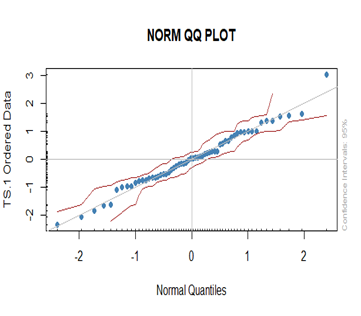 NORM QQ PLOT
TS.1 Ordered Data
3
2
1
0
-1
-2
-2
-1
0
1
2
Normal Quantiles
Confidence Intervals: 95%